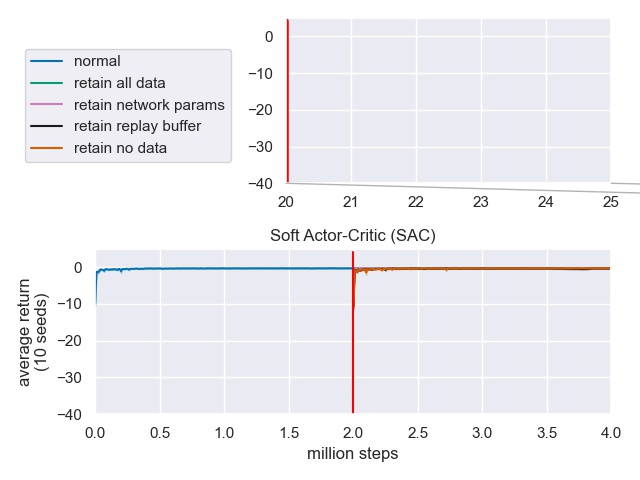 normal
retain all data
retain network params
retain replay buffer
retain no data
0
−10
−20
−30
−40
20 21 22 23 24 25
Soft Actor-Critic (SAC)
average return
(10 seeds)
0
−10
−20
−30
−40
0.0 0.5 1.0 1.5 2.0 2.5 3.0 3.5 4.0
million steps